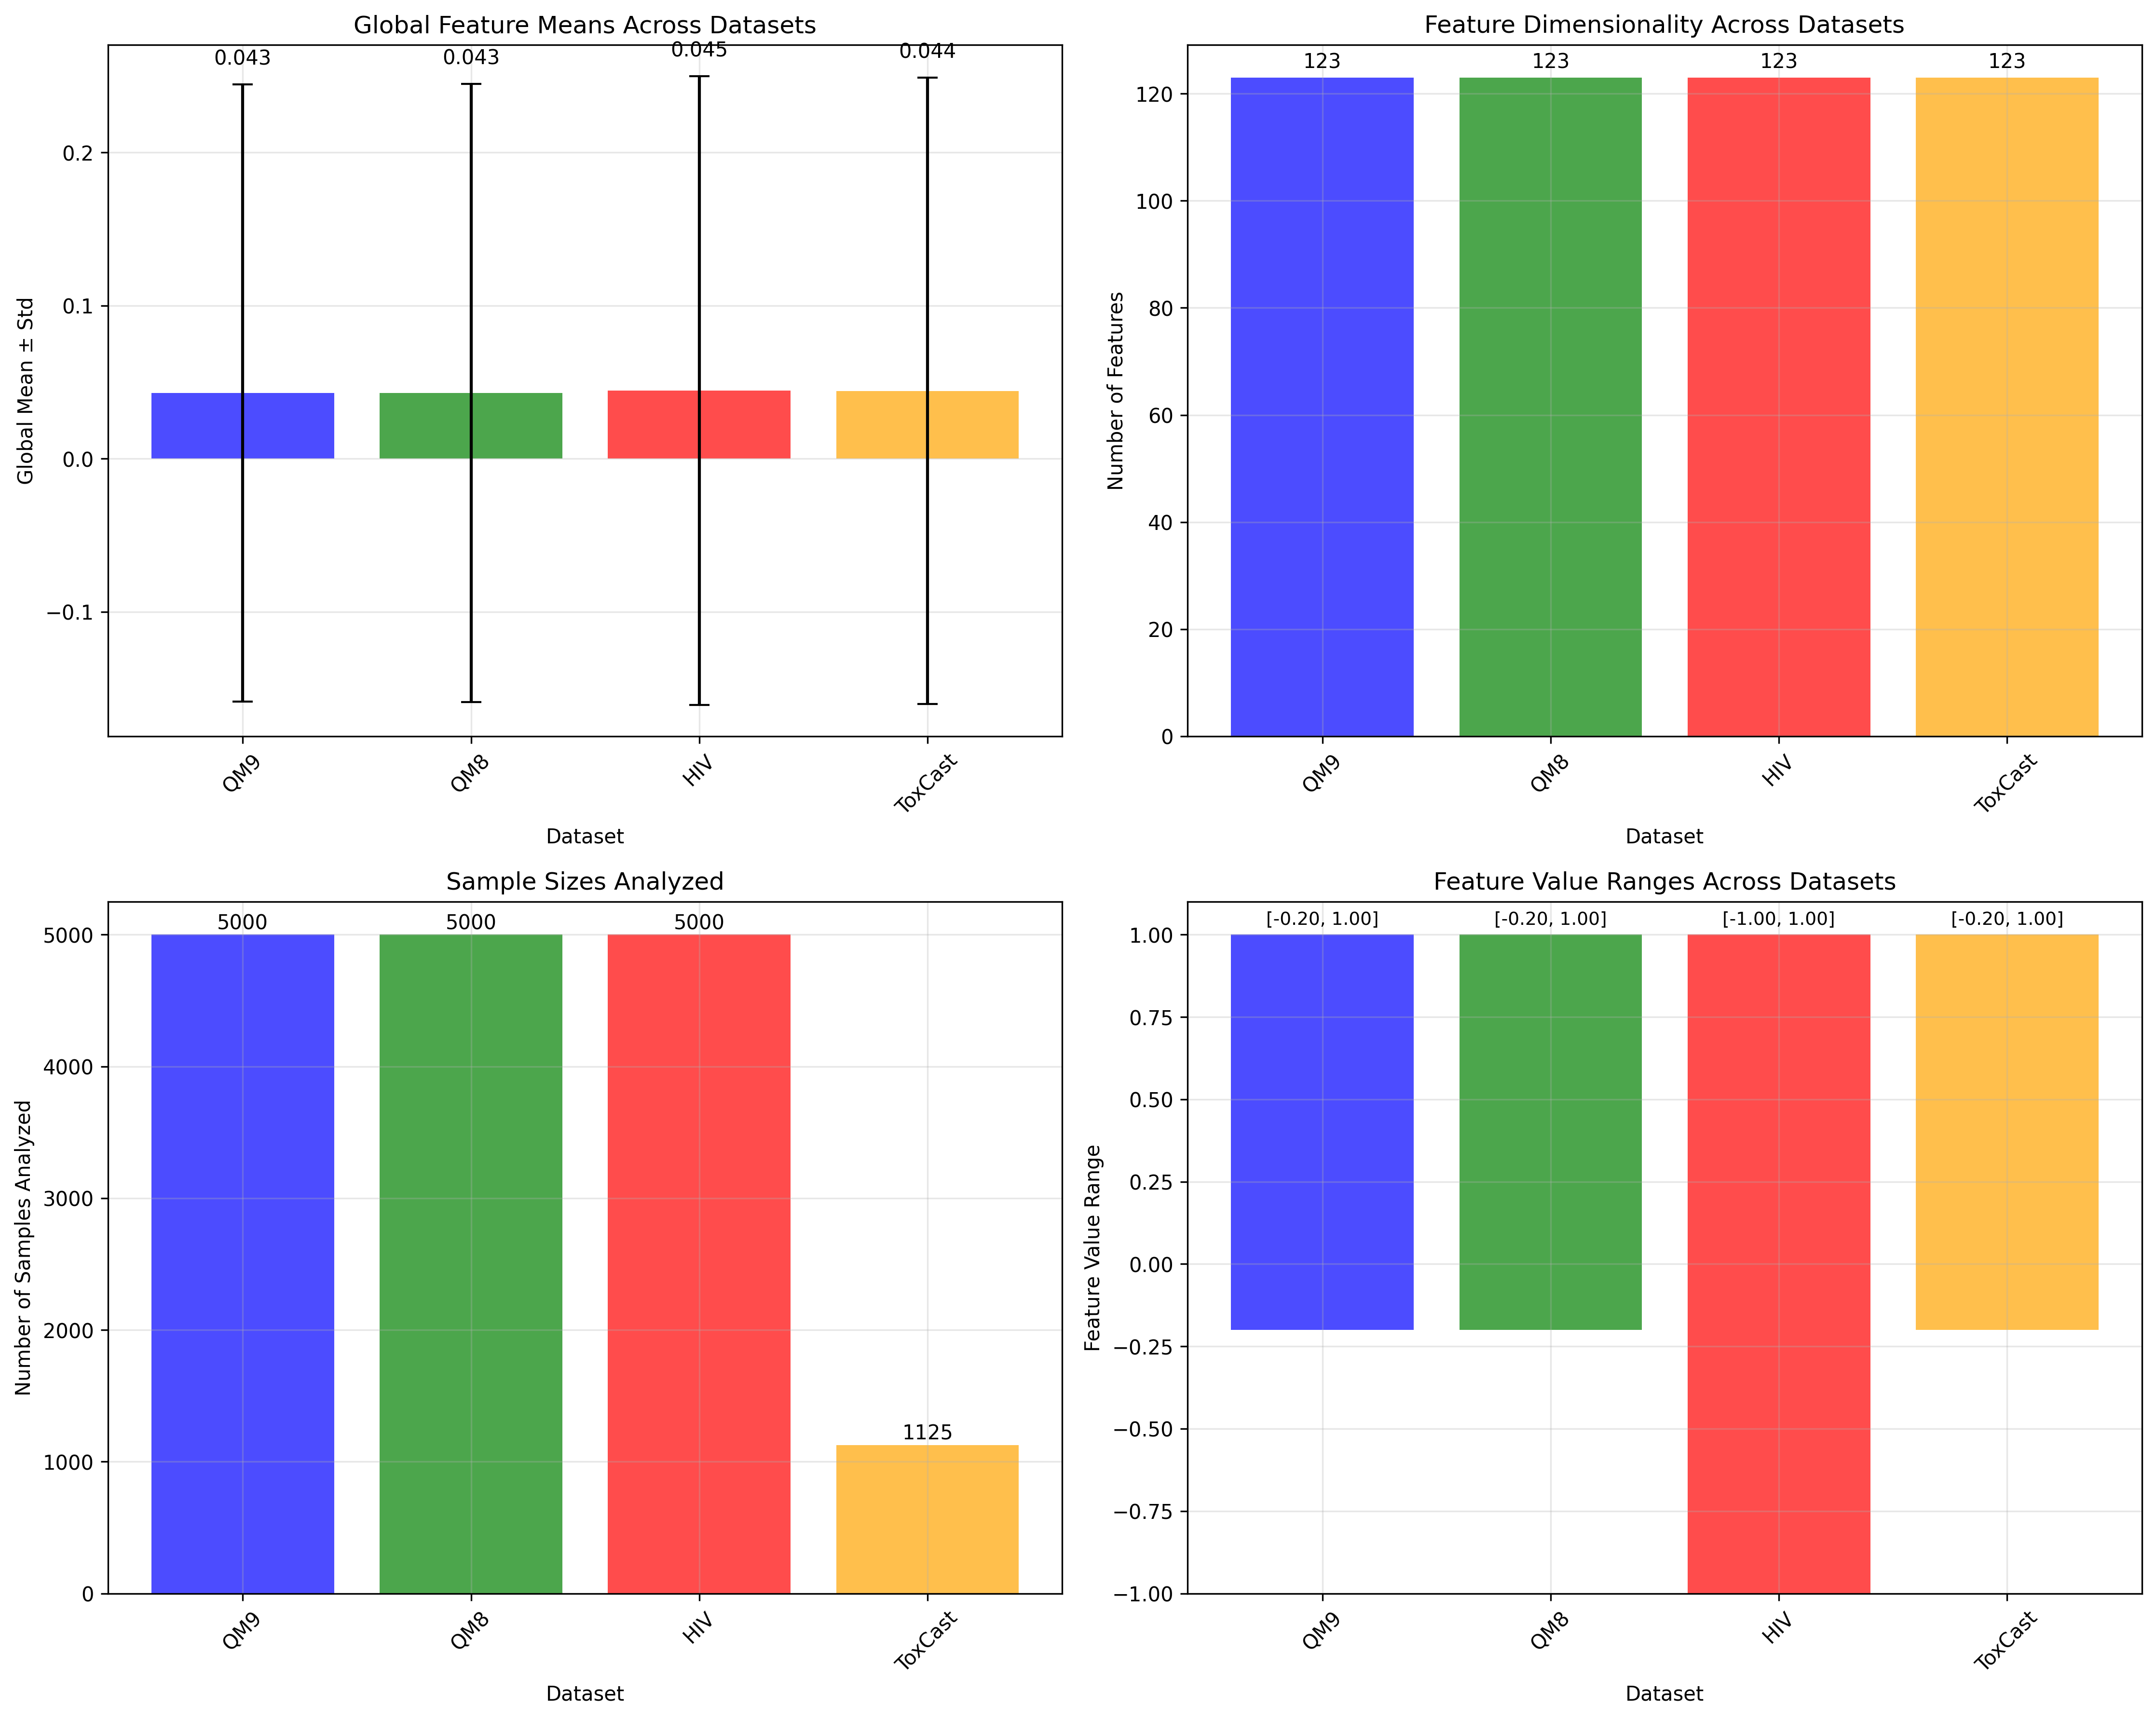 Global Feature Means Across Datasets
0.043 0.043 0.045 0.044
0.2
0.1
0.0
−0.1
Global Mean ± Std
QM9 QM8 HIV ToxCast
Dataset
Feature Dimensionality Across Datasets
123 123 123 123
120
100
80
60
40
20
0
Number of Features
QM9 QM8 HIV ToxCast
Dataset
Sample Sizes Analyzed
5000 5000 5000 1125
5000
4000
3000
2000
1000
0
Number of Samples Analyzed
QM9 QM8 HIV ToxCast
Dataset
Feature Value Ranges Across Datasets
[-0.20, 1.00] [-0.20, 1.00] [-1.00, 1.00] [-0.20, 1.00]
1.00
0.75
0.50
0.25
0.00
−0.25
−0.50
−0.75
−1.00
Feature Value Range
QM9 QM8 HIV ToxCast
Dataset